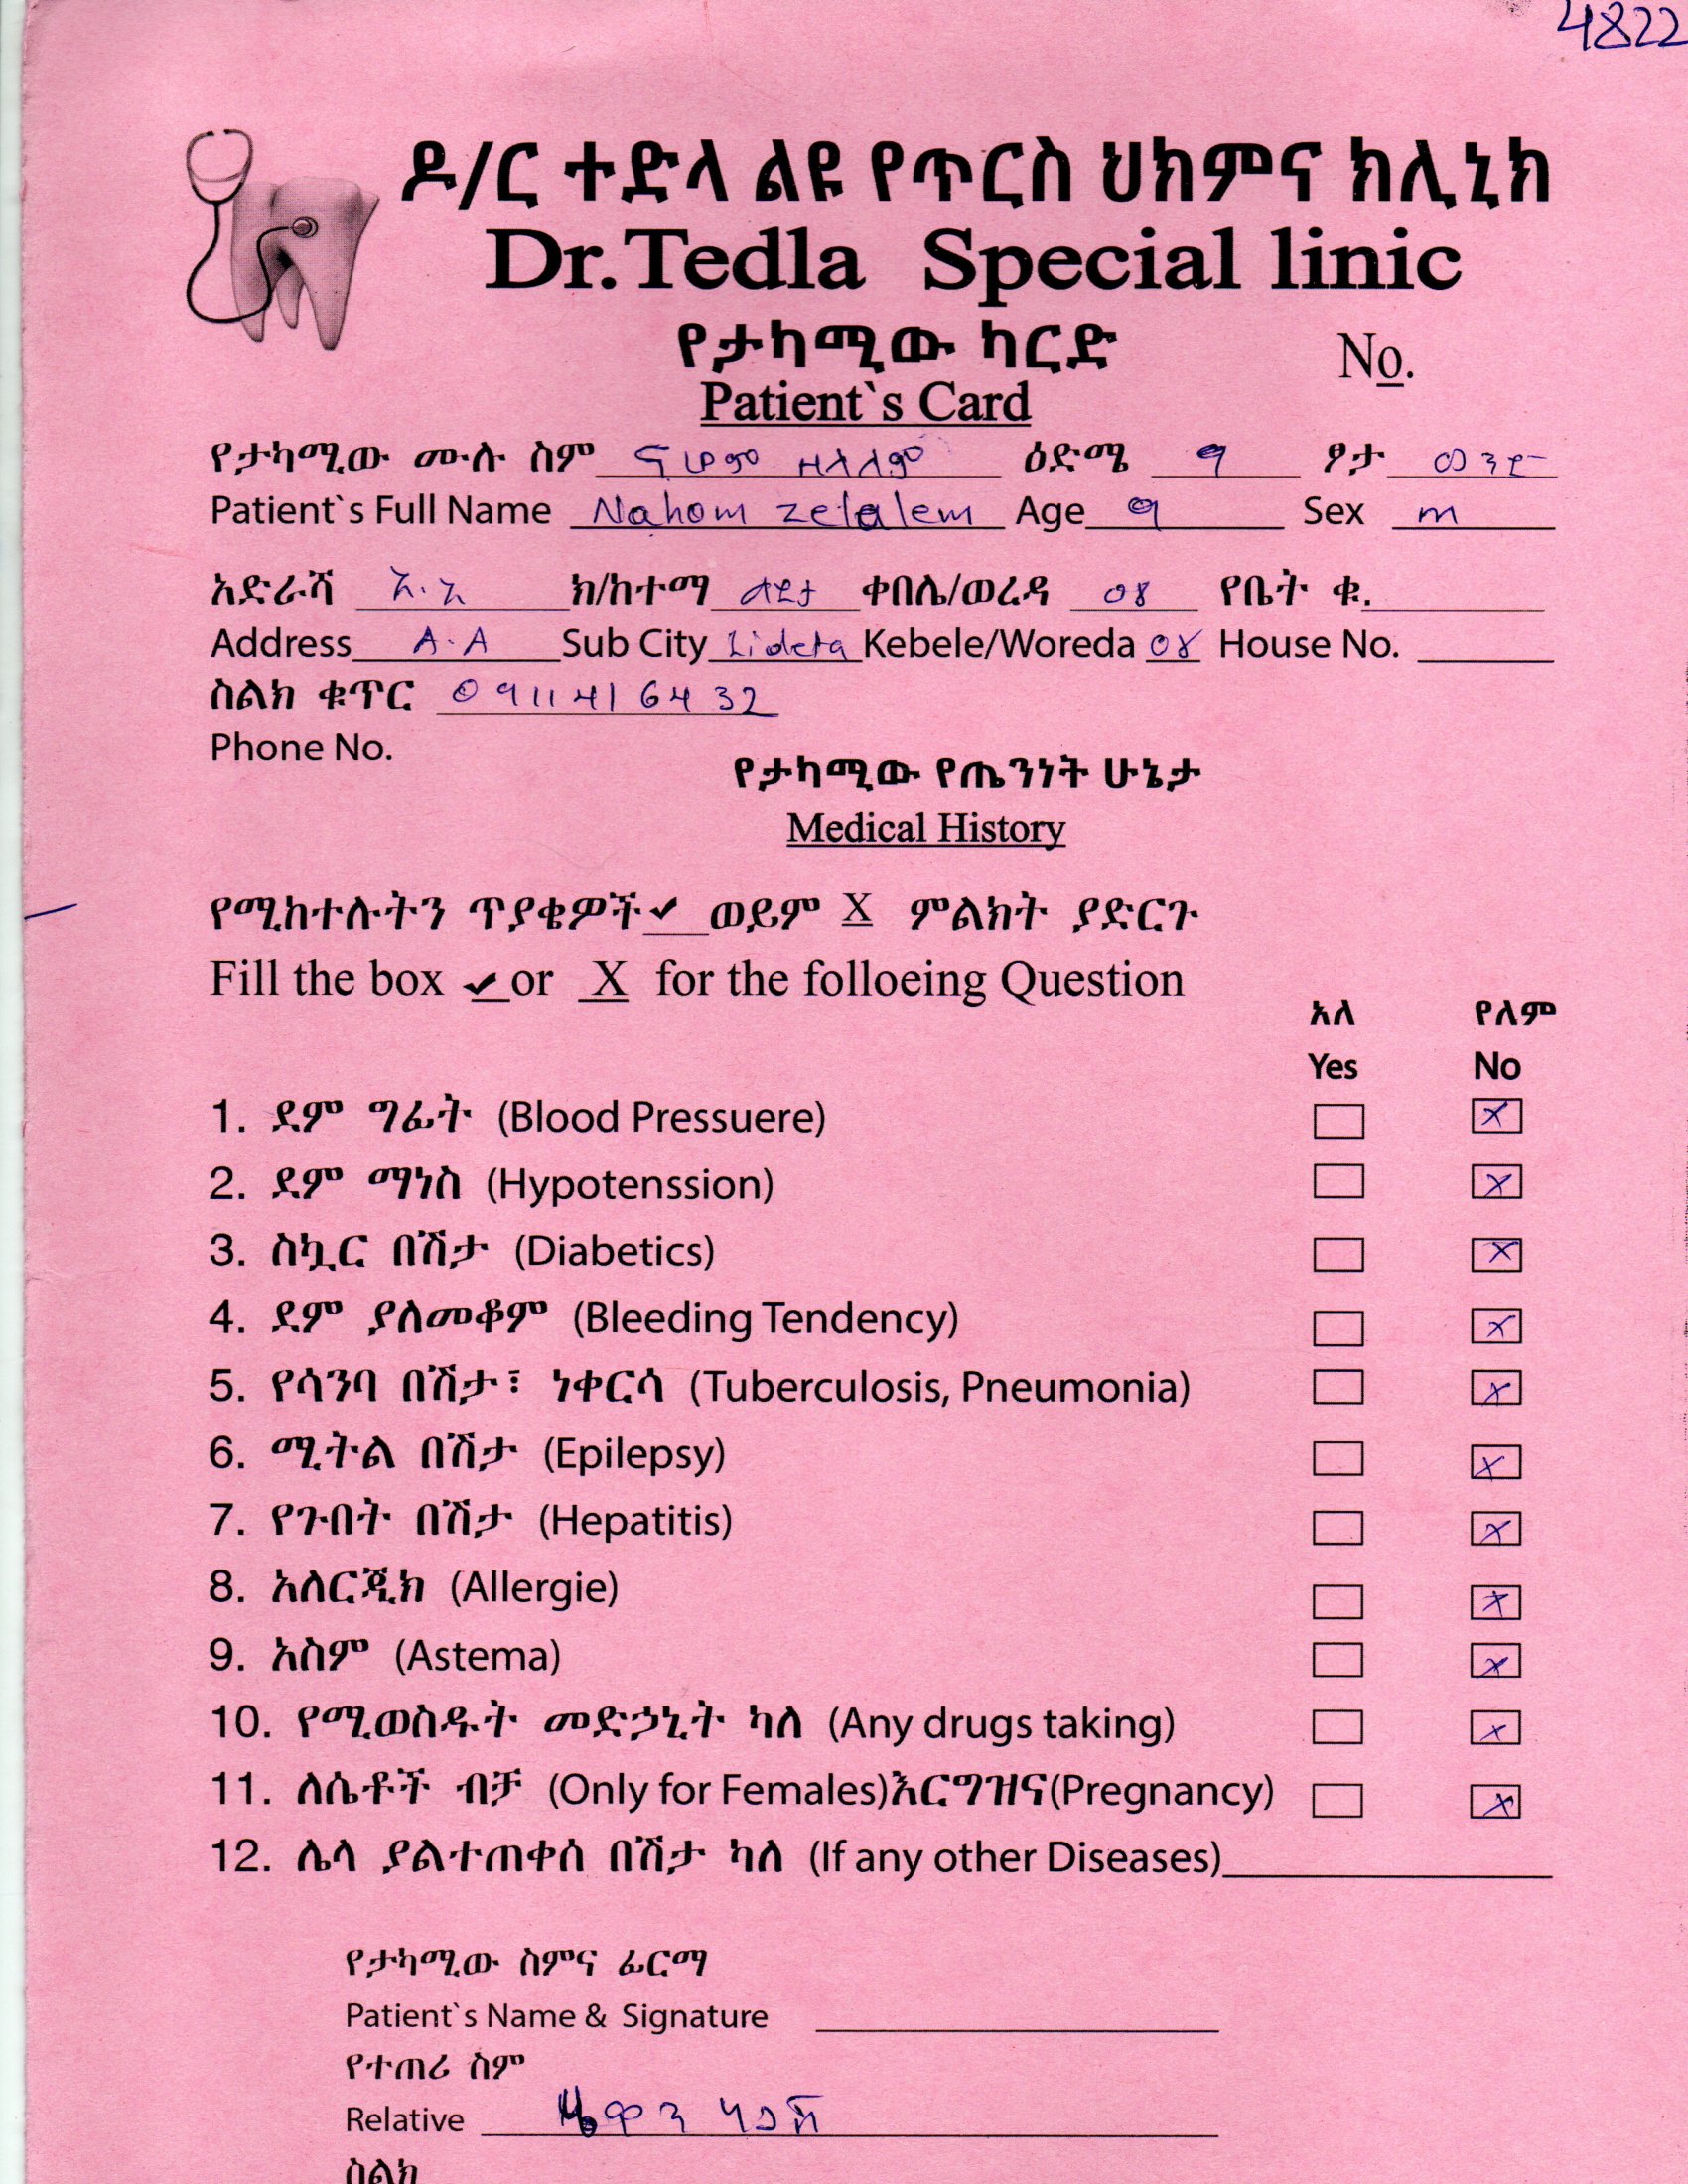 4822
ዶ/ር ተድላ ልዩ የጥርስ ህክምና ክሊኒክ
Dr.Tedla Special linic
የታካሚው ካርድ
No.
Patient`s Card
የታካሚው ሙሉ ስም ናሆም ዘላለም ዕድሜ 9 ፆታ ወንድ
Patient`s Full Name Nahom zelalem Age 9 Sex m
አድራሻ አ.አ ክ/ከተማ ልደታ ቀበሌ/ወረዳ 08 የቤት ቁ.
Address A.A Sub City Lideta Kebele/Woreda 08 House No.
ስልክ ቁጥር 0911416432
Phone No.
የታካሚው የጤንነት ሁኔታ
Medical History
የሚከተሉትን ጥያቄዎች ✓ ወይም X ምልክት ያድርጉ
Fill the box ✓ or X for the folloeing Question
አለ የለም
Yes No
1. ደም ግፊት (Blood Pressuere) X
2. ደም ማነስ (Hypotenssion) X
3. ስኳር በሽታ (Diabetics) X
4. ደም ያለመቆም (Bleeding Tendency) X
5. የሳንባ በሽታ፣ ነቀርሳ (Tuberculosis, Pneumonia) X
6. ሚትል በሽታ (Epilepsy) X
7. የጉበት በሽታ (Hepatitis) X
8. አለርጂክ (Allergie) X
9. አስም (Astema) X
10. የሚወስዱት መድኃኒት ካለ (Any drugs taking) X
11. ለሴቶች ብቻ (Only for Females)እርግዝና(Pregnancy) X
12. ሌላ ያልተጠቀሰ በሽታ ካለ (If any other Diseases)
የታካሚው ስምና ፊርማ
Patient`s Name & Signature
የተጠሪ ስም
Relative
ስልክ